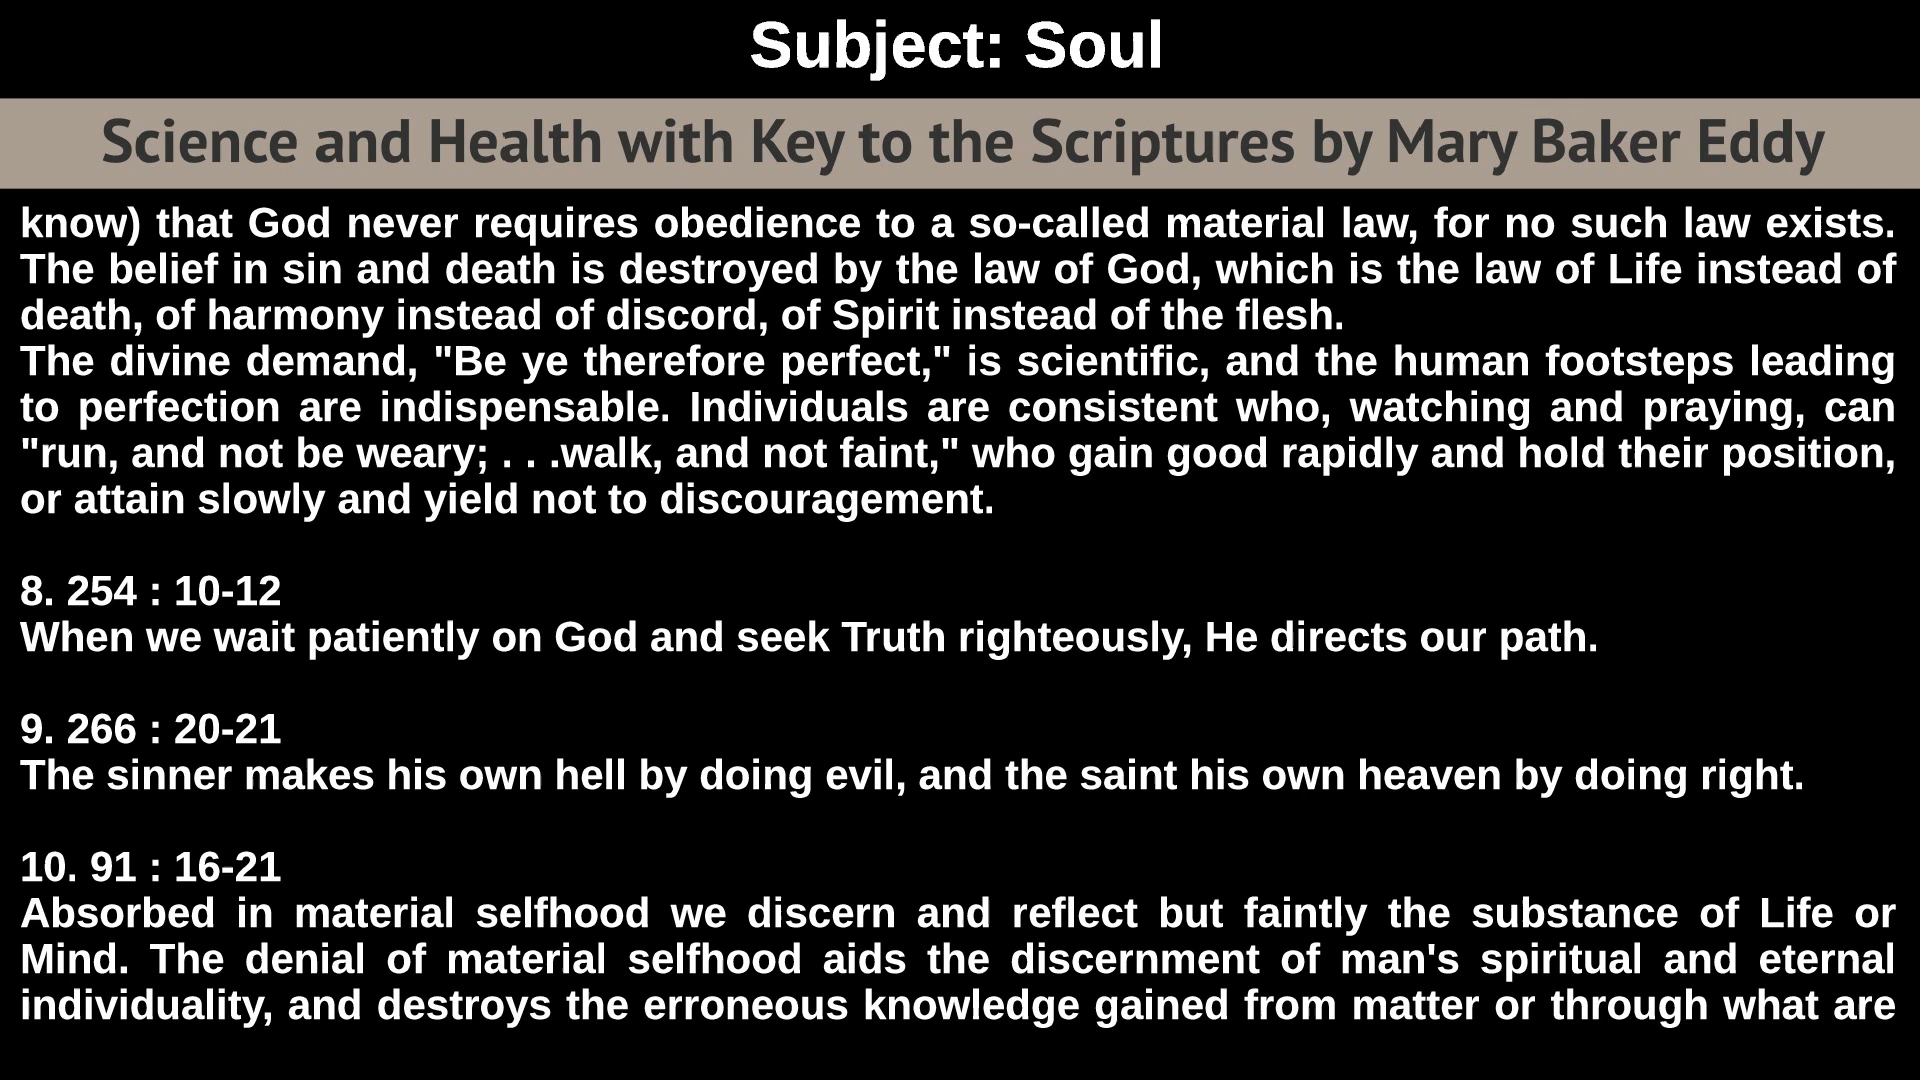 Subject: Soul
Science and Health with Key to the Scriptures by Mary Baker Eddy
know) that God never requires obedience to a so-called material law, for no such law exists.
The belief in sin and death is destroyed by the law of God, which is the law of Life instead of
death, of harmony instead of discord, of Spirit instead of the flesh.
The divine demand, "Be ye therefore perfect," is scientific, and the human footsteps leading
to perfection are indispensable. Individuals are consistent who, watching and praying, can
"run, and not be weary; . . .walk, and not faint," who gain good rapidly and hold their position,
or attain slowly and yield not to discouragement.
8. 254 : 10-12
When we wait patiently on God and seek Truth righteously, He directs our path.
9. 266 : 20-21
The sinner makes his own hell by doing evil, and the saint his own heaven by doing right.
10. 91 : 16-21
Absorbed in material selfhood we discern and reflect but faintly the substance of Life or
Mind. The denial of material selfhood aids the discernment of man's spiritual and eternal
individuality, and destroys the erroneous knowledge gained from matter or through what are